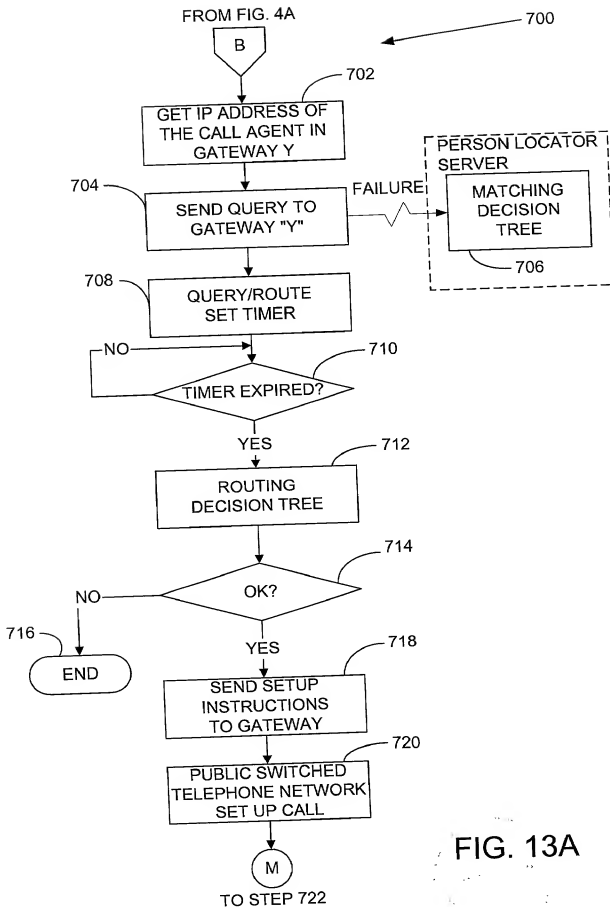 FROM FIG. 4A
700
B
702
GET IP ADDRESS OF
THE CALL AGENT IN
GATEWAY Y
PERSON LOCATOR
SERVER
704
SEND QUERY TO
GATEWAY "Y"
FAILURE
MATCHING
DECISION
TREE
706
708
QUERY/ROUTE
SET TIMER
NO
710
TIMER EXPIRED?
YES
712
ROUTING
DECISION TREE
714
OK?
NO
716
END
YES
718
SEND SETUP
INSTRUCTIONS
TO GATEWAY
720
PUBLIC SWITCHED
TELEPHONE NETWORK
SET UP CALL
M
TO STEP 722
FIG. 13A